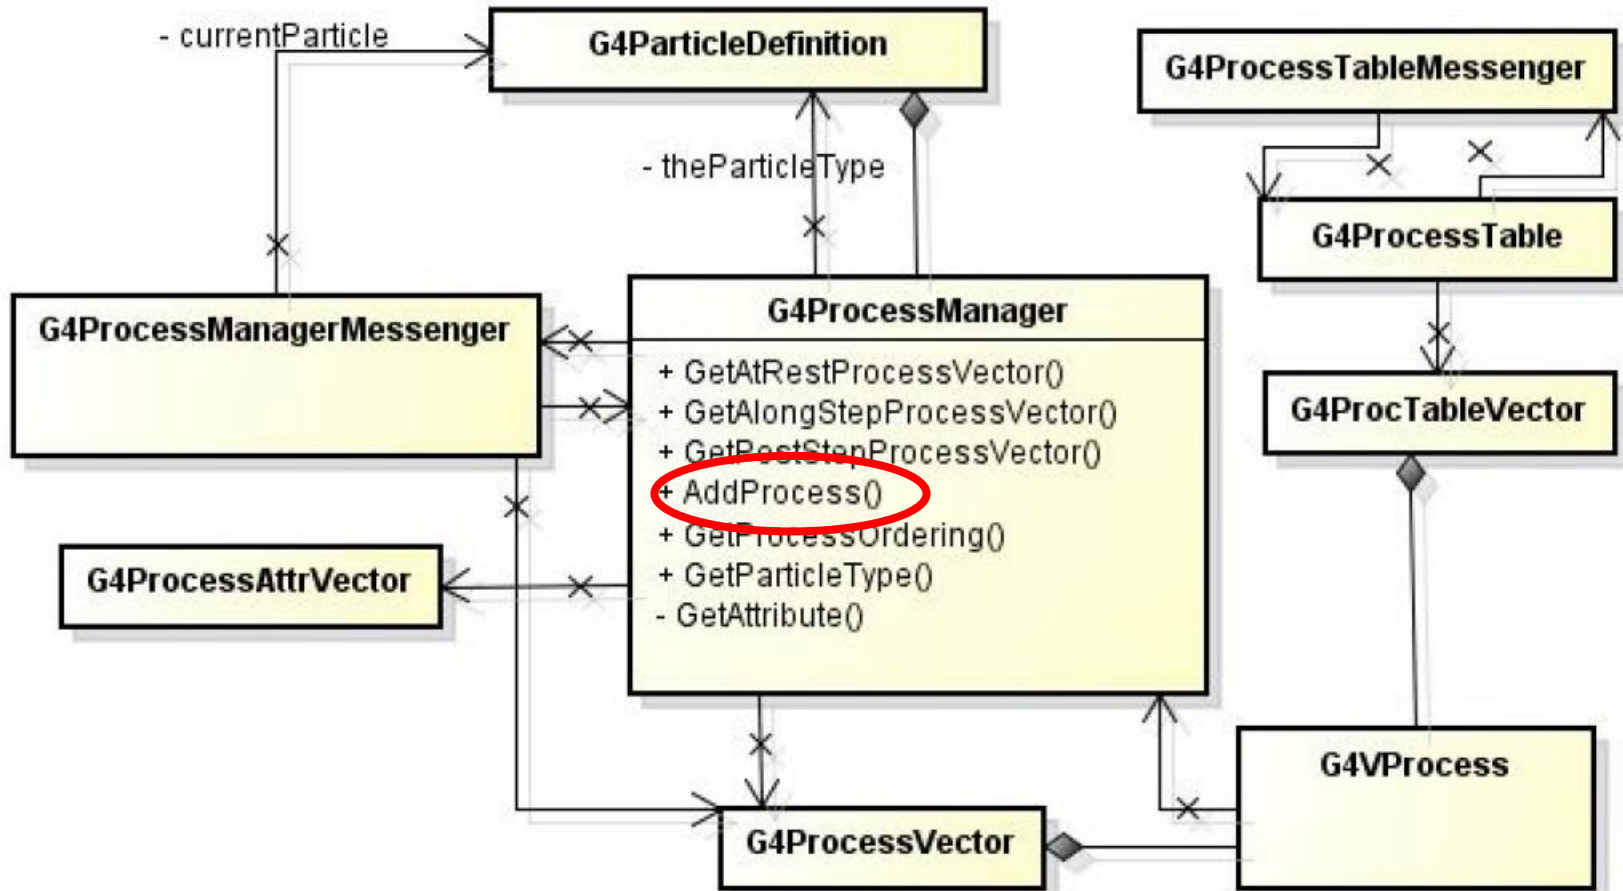 - currentParticle
G4ParticleDefinition
G4ProcessTableMessenger
- theParticleType
G4ProcessTable
G4ProcessManagerMessenger
G4ProcessManager
+ GetAtRestProcessVector()
+ GetAlongStepProcessVector()
+ GetPostStepProcessVector()
+ AddProcess()
+ GetProcessOrdering()
+ GetParticleType()
- GetAttribute()
G4ProcTableVector
G4ProcessAttrVector
G4VProcess
G4ProcessVector